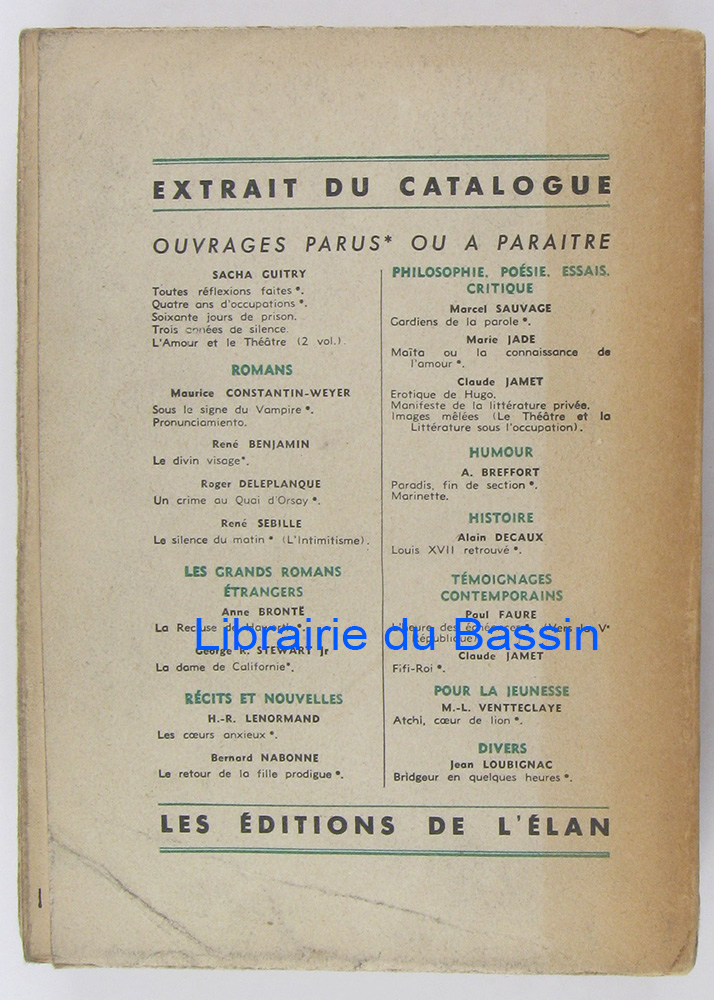 EXTRAIT DU CATALOGUE
OUVRAGES PARUS* OU A PARAITRE
SACHA GUITRY
Toutes réflexions faites *.
Quatre ans d'occupations *.
Soixante jours de prison.
Trois années de silence.
L'Amour et le Théâtre (2 vol.).
ROMANS
Maurice CONSTANTIN-WEYER
Sous le signe du Vampire *.
Pronunciamiento.
René BENJAMIN
Le divin visage*.
Roger DELEPLANQUE
Un crime au Quai d'Orsay *.
René SEBILLE
Le silence du matin * (L'Intimitisme).
LES GRANDS ROMANS
ÉTRANGERS
Anne BRONTË
La Recluse de
George R. STEWART Jr
La dame de Californie*.
RÉCITS ET NOUVELLES
H.-R. LENORMAND
Les cœurs anxieux *.
Bernard NABONNE
Le retour de la fille prodigue *.
PHILOSOPHIE, POÉSIE, ESSAIS,
CRITIQUE
Marcel SAUVAGE
Gardiens de la parole *.
Marie JADE
Maïta ou la connaissance de
l'amour *.
Claude JAMET
Erotique de Hugo.
Manifeste de la littérature privée.
Images mêlées (Le Théâtre et la
Littérature sous l'occupation).
HUMOUR
A. BREFFORT
Paradis, fin de section *.
Marinette.
HISTOIRE
Alain DECAUX
Louis XVII retrouvé *.
TÉMOIGNAGES
CONTEMPORAINS
Paul FAURE
(Vers la Vᵉ
République)
Claude JAMET
Fifi-Roi *.
POUR LA JEUNESSE
M.-L. VENTTECLAYE
Atchi, cœur de lion *.
DIVERS
Jean LOUBIGNAC
Bridgeur en quelques heures *.
LES ÉDITIONS DE L'ÉLAN
Librairie du Bassin